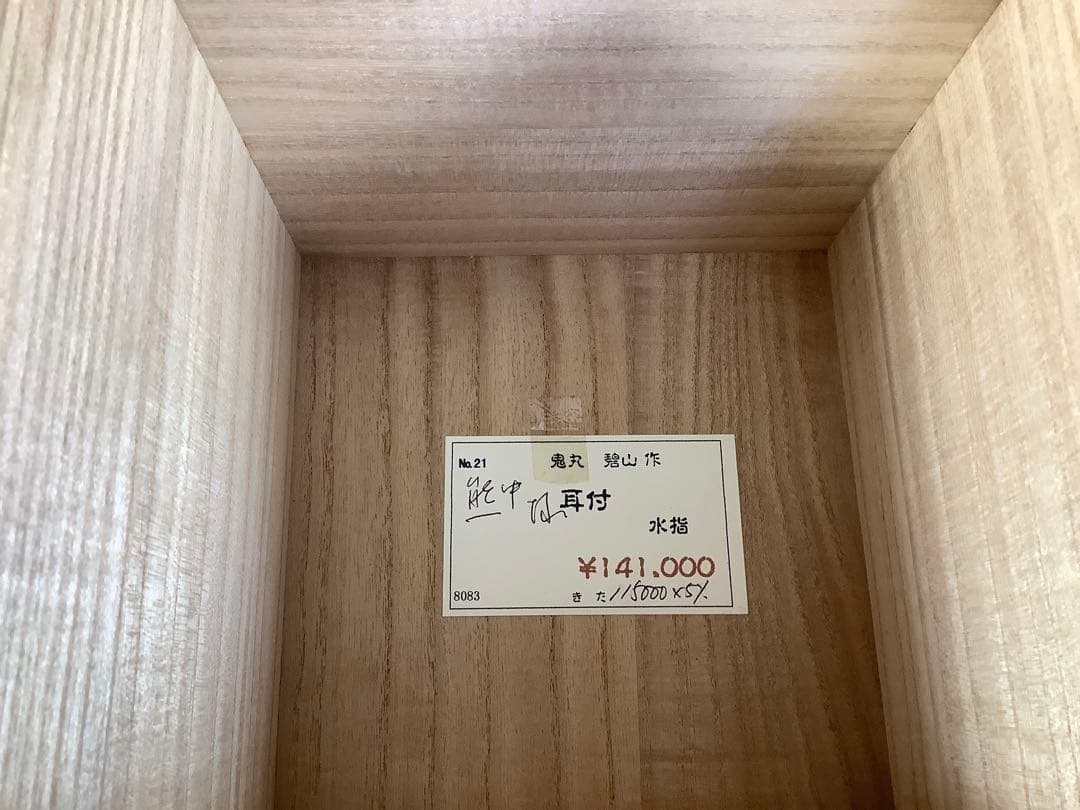 No.21 鬼丸 碧山 作
耳付
水指
¥141.000
8083 きた 115000×5%